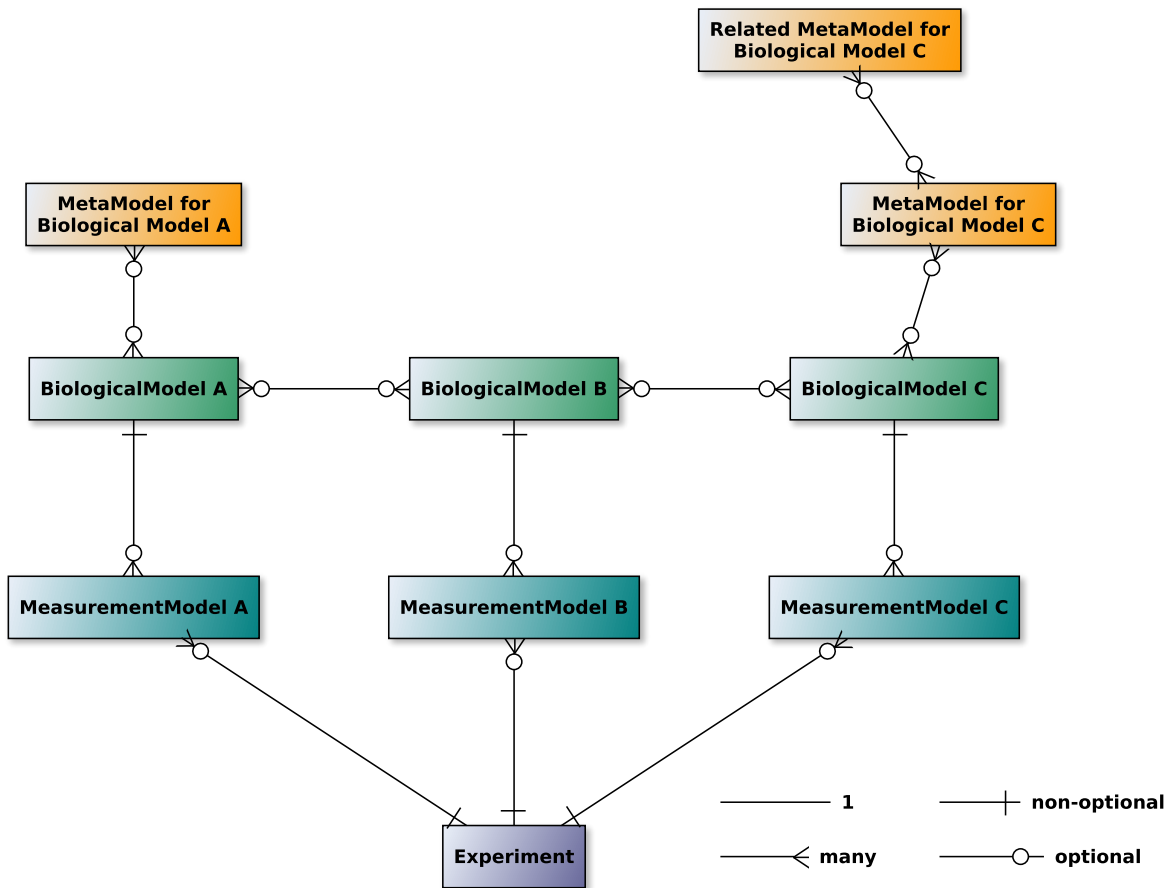 Related MetaModel for
Biological Model C
MetaModel for
Biological Model A
MetaModel for
Biological Model C
BiologicalModel A
BiologicalModel B
BiologicalModel C
MeasurementModel A
MeasurementModel B
MeasurementModel C
1
non-optional
many
optional
Experiment